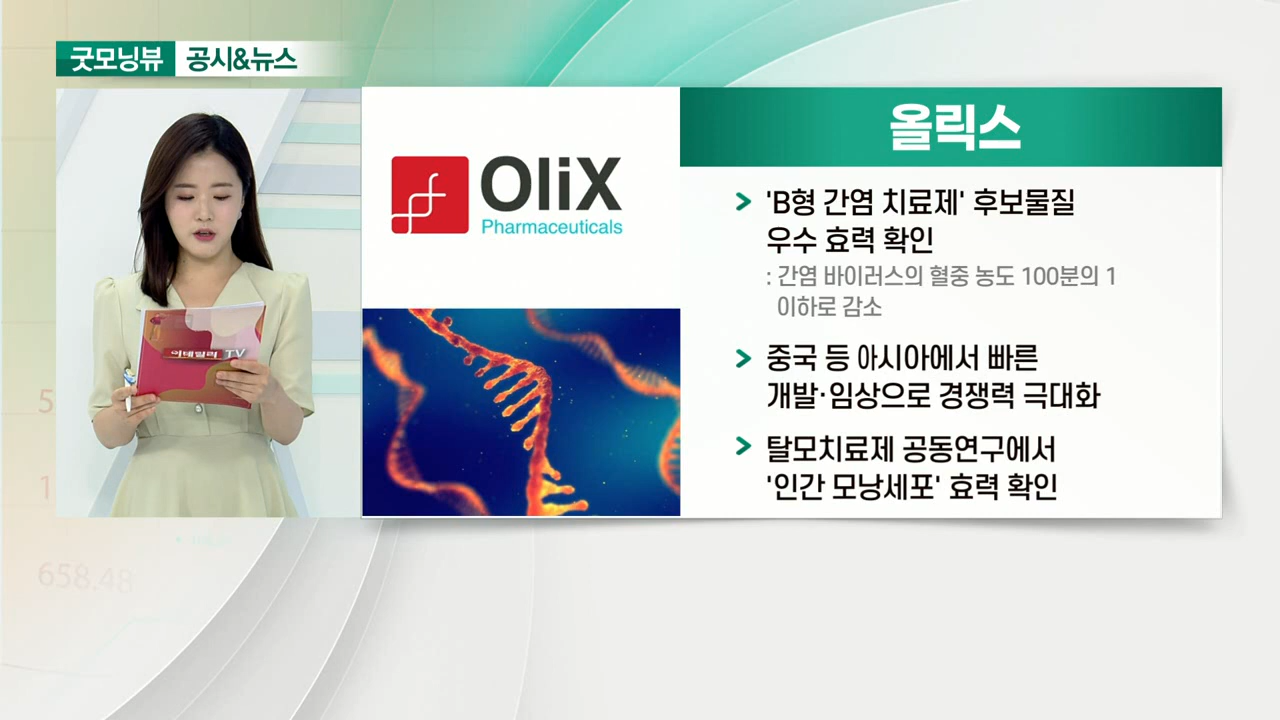 굿모닝뷰 공시&뉴스
OliX
Pharmaceuticals
올릭스
'B형 간염 치료제' 후보물질
우수 효력 확인
: 간염 바이러스의 혈중 농도 100분의 1
이하로 감소
중국 등 아시아에서 빠른
개발·임상으로 경쟁력 극대화
탈모치료제 공동연구에서
'인간 모낭세포' 효력 확인
이데일리 TV
658.48